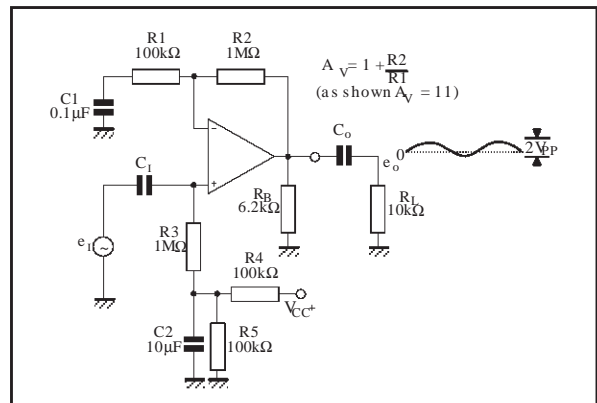 R1
100kΩ
R2
1MΩ
A V = 1 + R2
R1
(as shown AV = 11)
C1
0.1µF
CI
CO
eo
0
2VPP
RB
6.2kΩ
RL
10kΩ
eI
~
R3
1MΩ
R4
100kΩ
VCC+
C2
10µF
R5
100kΩ